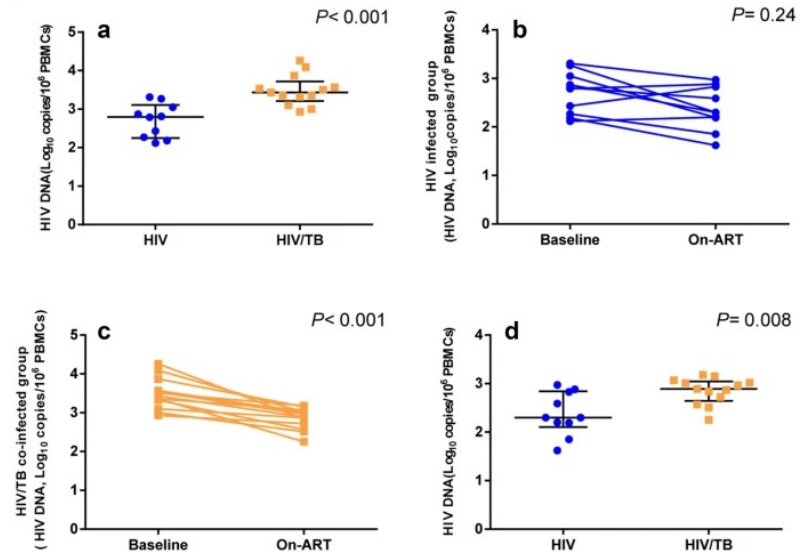 a
P< 0.001
HIV DNA(Log10 copies/10^6 PBMCs)
5
4
3
2
1
0
HIV
HIV/TB
b
P= 0.24
HIV infected group
(HIV DNA, Log10copies/10^6 PBMCs)
4
3
2
1
0
Baseline
On-ART
c
P< 0.001
HIV/TB co-infected group
( HIV DNA, Log10 copies/10^6 PBMCs)
5
4
3
2
1
0
Baseline
On-ART
d
P= 0.008
HIV DNA(Log10 copies/10^6 PBMCs)
4
3
2
1
0
HIV
HIV/TB